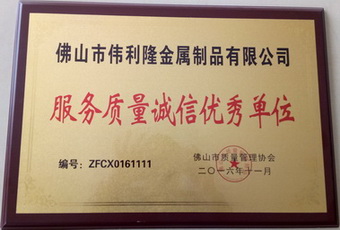 佛山市伟利隆金属制品有限公司
服务质量诚信优秀单位
编号：ZFCX0161111
佛山市质量管理协会
二〇一六年十一月